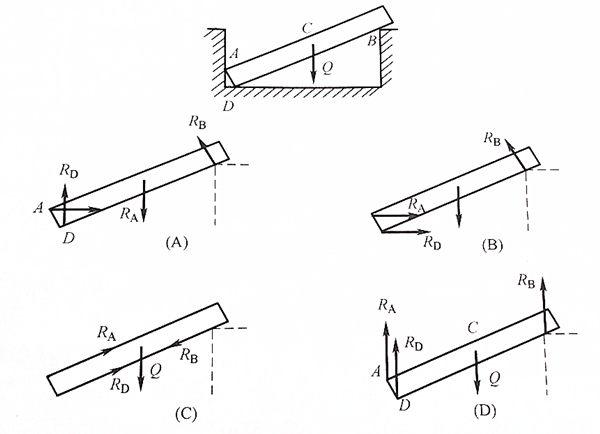 C
A
B
Q
D
R_B
R_D
A
R_A
D
(A)
R_B
R_A
R_D
(B)
R_A
R_B
R_D
Q
(C)
R_B
R_A
R_D
C
A
Q
D
(D)